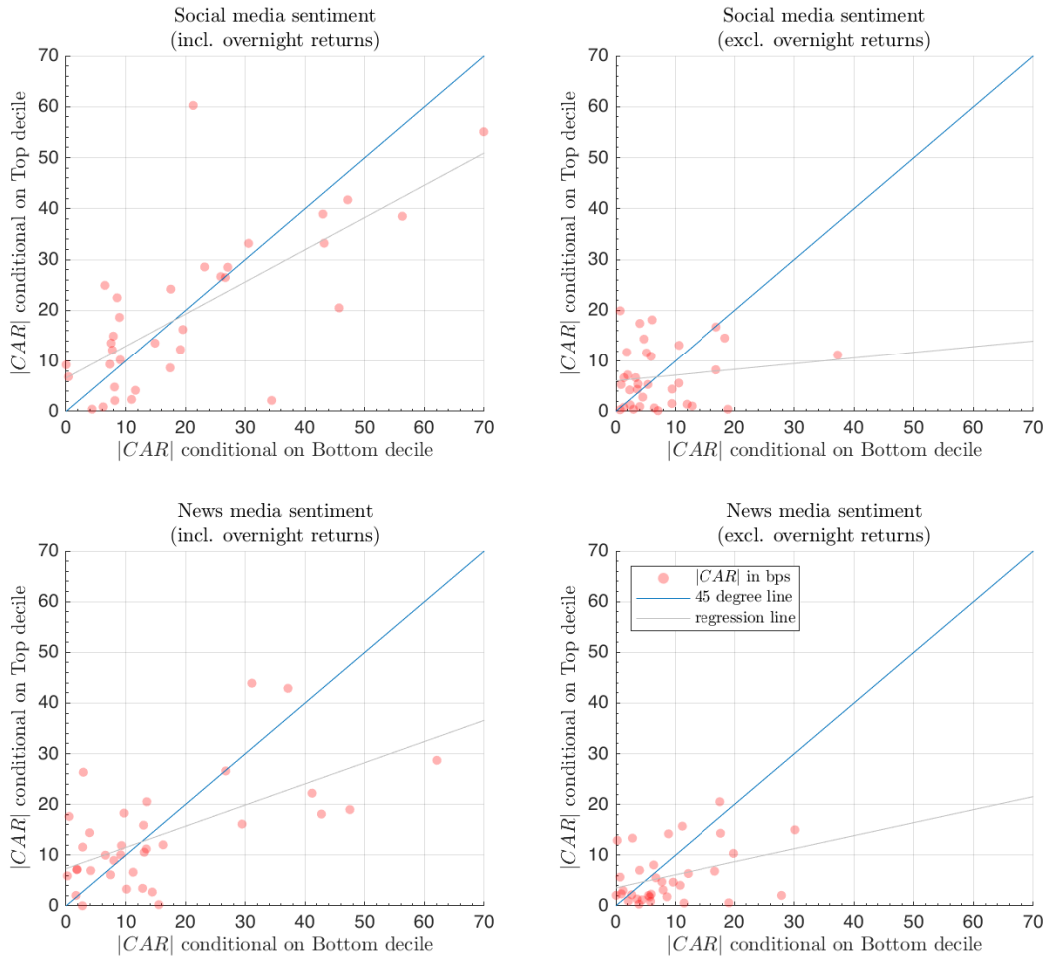 Social media sentiment
(incl. overnight returns)
70
60
50
40
30
20
10
0
|CAR| conditional on Top decile
0 10 20 30 40 50 60 70
|CAR| conditional on Bottom decile
Social media sentiment
(excl. overnight returns)
70
60
50
40
30
20
10
0
|CAR| conditional on Top decile
0 10 20 30 40 50 60 70
|CAR| conditional on Bottom decile
News media sentiment
(incl. overnight returns)
70
60
50
40
30
20
10
0
|CAR| conditional on Top decile
0 10 20 30 40 50 60 70
|CAR| conditional on Bottom decile
News media sentiment
(excl. overnight returns)
70
60
50
40
30
20
10
0
|CAR| conditional on Top decile
|CAR| in bps
45 degree line
regression line
0 10 20 30 40 50 60 70
|CAR| conditional on Bottom decile